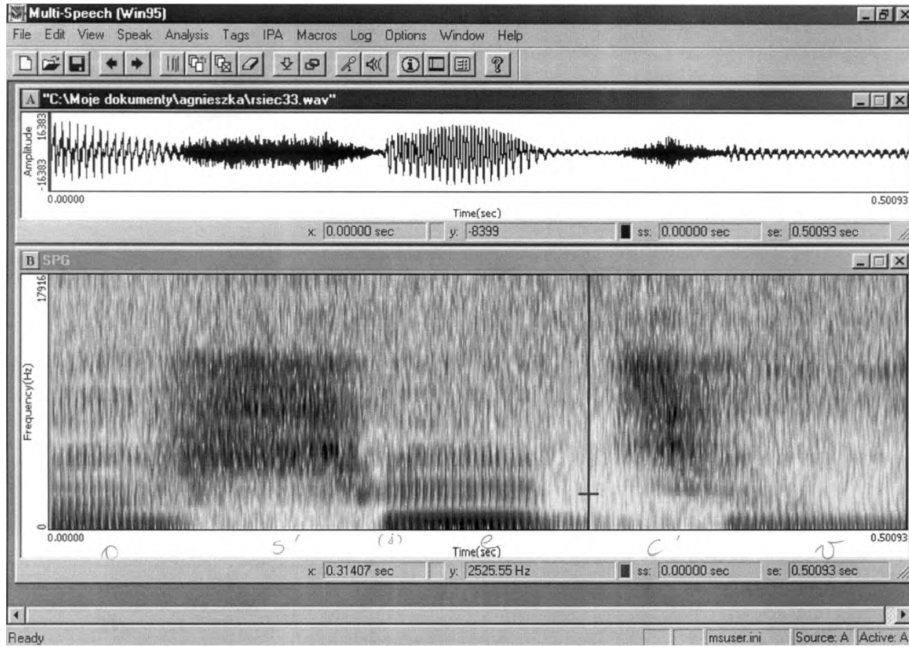 Multi-Speech (Win95)
File Edit View Speak Analysis Tags IPA Macros Log Options Window Help
A "C:\Moje dokumenty\agnieszka\rsiec33.wav"
Amplitude
16383
-16383
0.00000
0.50093
Time(sec)
x: 0.00000 sec y: -8399 ss: 0.00000 sec se: 0.50093 sec
B SPG
Frequency(Hz)
17916
0
0.00000
0.50093
Time(sec)
s' e c' v
x: 0.31407 sec y: 2525.55 Hz ss: 0.00000 sec se: 0.50093 sec
Ready msuser.ini Source: A Active: A